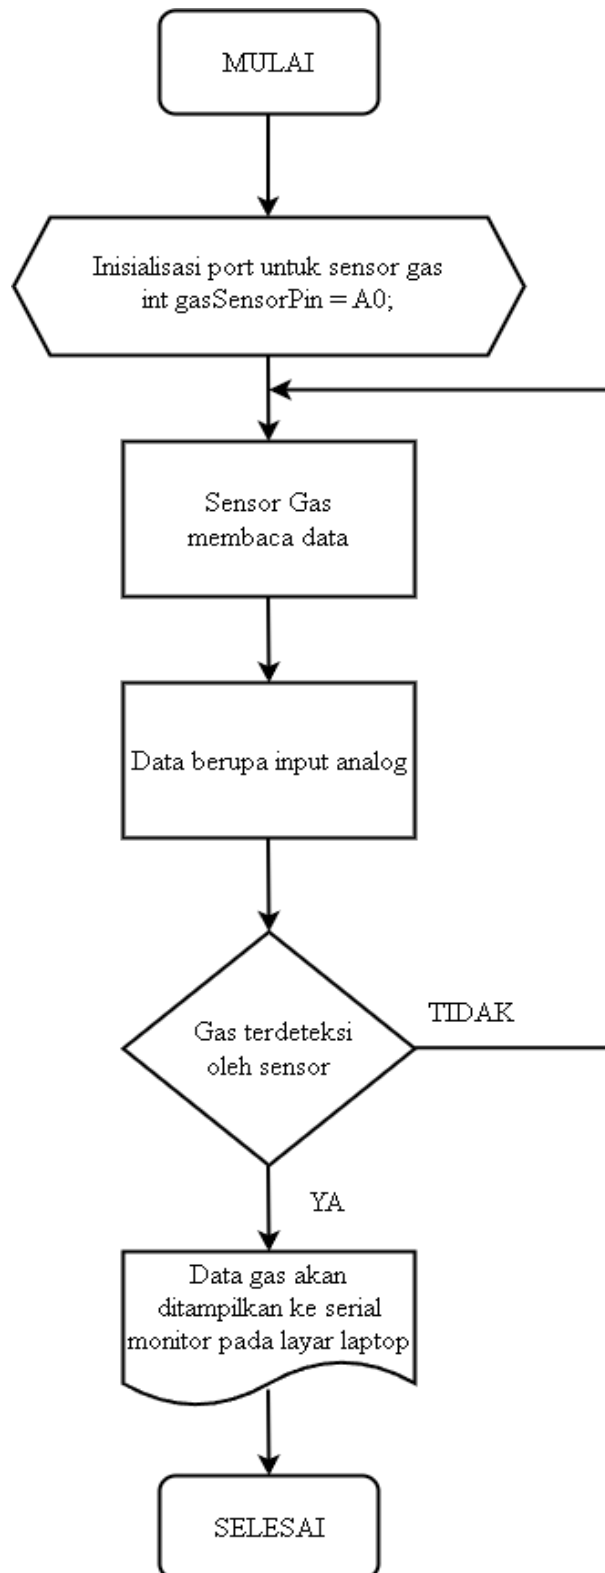 MULAI
Inisialisasi port untuk sensor gas
int gasSensorPin = A0;
Sensor Gas
membaca data
Data berupa input analog
Gas terdeteksi
oleh sensor
TIDAK
YA
Data gas akan
ditampilkan ke serial
monitor pada layar laptop
SELESAI